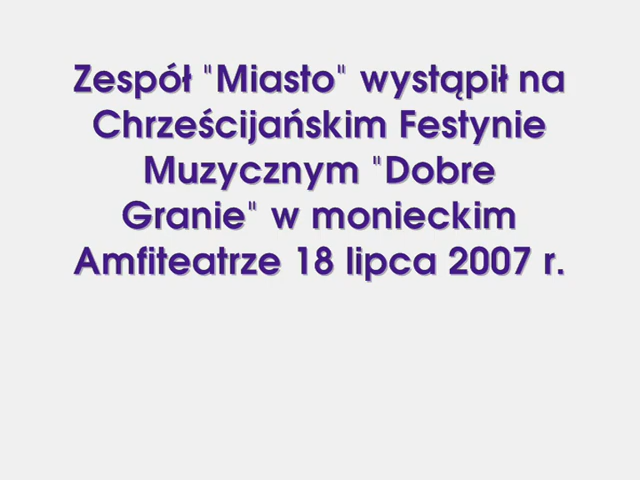 Zespół "Miasto" wystąpił na
Chrześcijańskim Festynie
Muzycznym "Dobre
Granie" w monieckim
Amfiteatrze 18 lipca 2007 r.